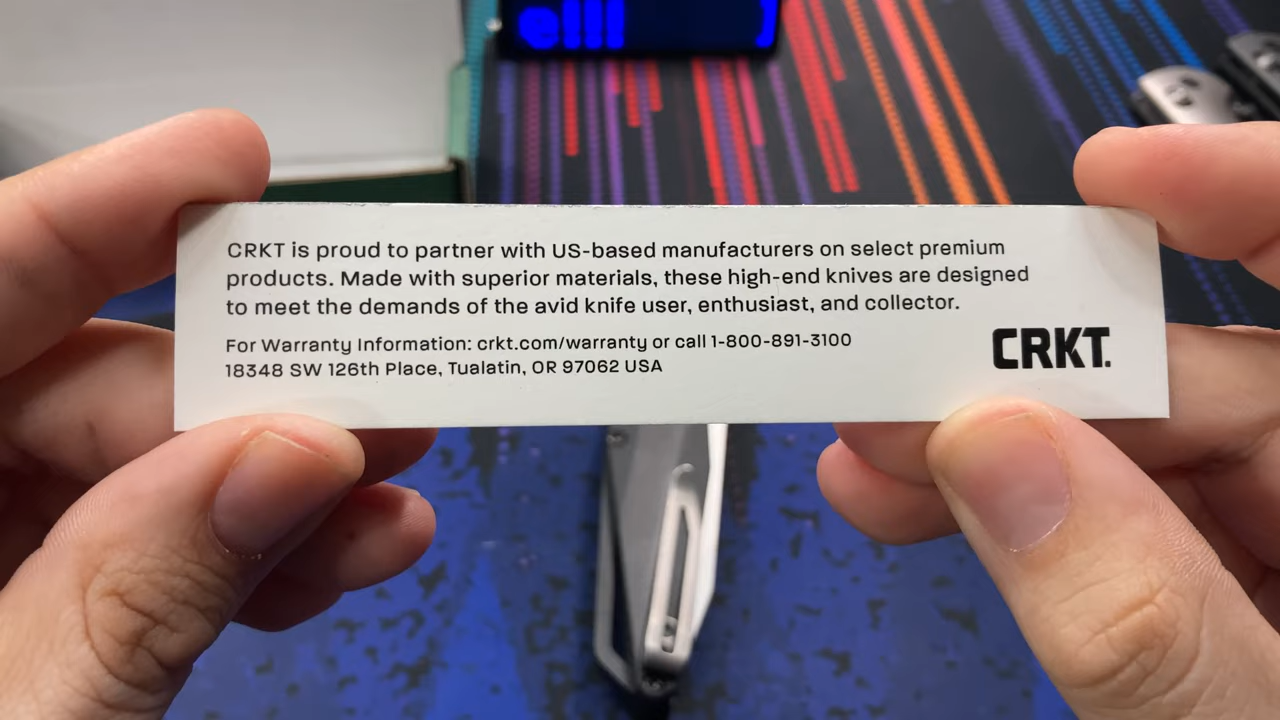 CRKT is proud to partner with US-based manufacturers on select premium
products. Made with superior materials, these high-end knives are designed
to meet the demands of the avid knife user, enthusiast, and collector.
For Warranty Information: crkt.com/warranty or call 1-800-891-3100
18348 SW 126th Place, Tualatin, OR 97062 USA
CRKT.